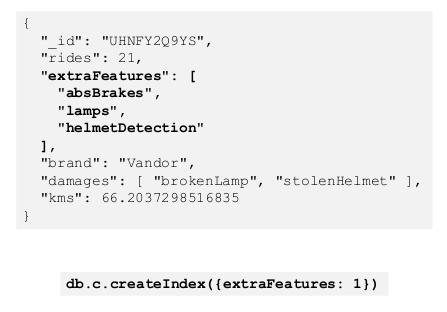 {
"_id": "UHNFY2Q9YS",
"rides": 21,
"extraFeatures": [
"absBrakes",
"lamps",
"helmetDetection"
],
"brand": "Vandor",
"damages": [ "brokenLamp", "stolenHelmet" ],
"kms": 66.2037298516835
}
db.c.createIndex({extraFeatures: 1})